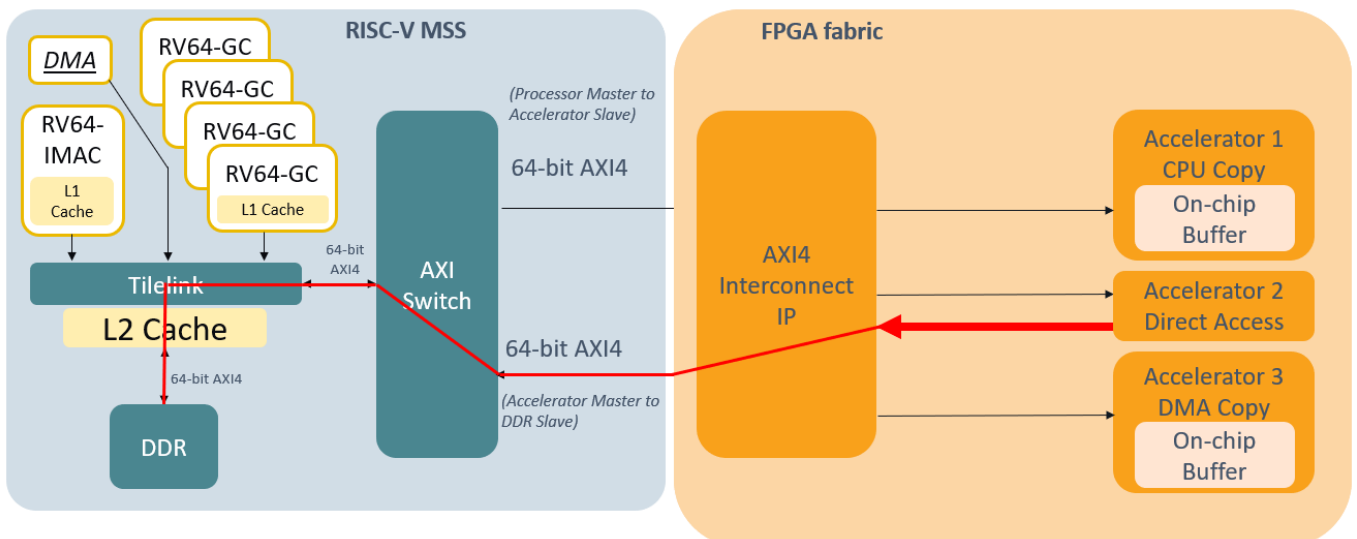 RISC-V MSS
FPGA fabric
DMA
RV64-GC
RV64-GC
RV64-GC
RV64-GC
L1 Cache
RV64-
IMAC
L1
Cache
64-bit
AXI4
Tilelink
L2 Cache
64-bit AXI4
DDR
AXI
Switch
(Processor Master to
Accelerator Slave)
64-bit AXI4
64-bit AXI4
(Accelerator Master to
DDR Slave)
AXI4
Interconnect
IP
Accelerator 1
CPU Copy
On-chip
Buffer
Accelerator 2
Direct Access
Accelerator 3
DMA Copy
On-chip
Buffer